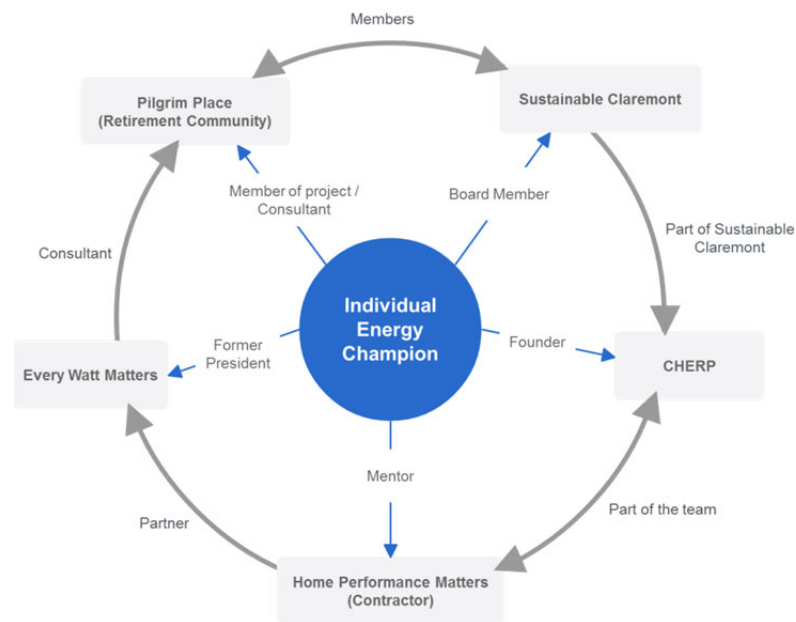 Members
Pilgrim Place
(Retirement Community)
Sustainable Claremont
Member of project /
Consultant
Board Member
Part of Sustainable
Claremont
Consultant
Individual
Energy
Champion
Former
President
Founder
Every Watt Matters
CHERP
Mentor
Partner
Part of the team
Home Performance Matters
(Contractor)